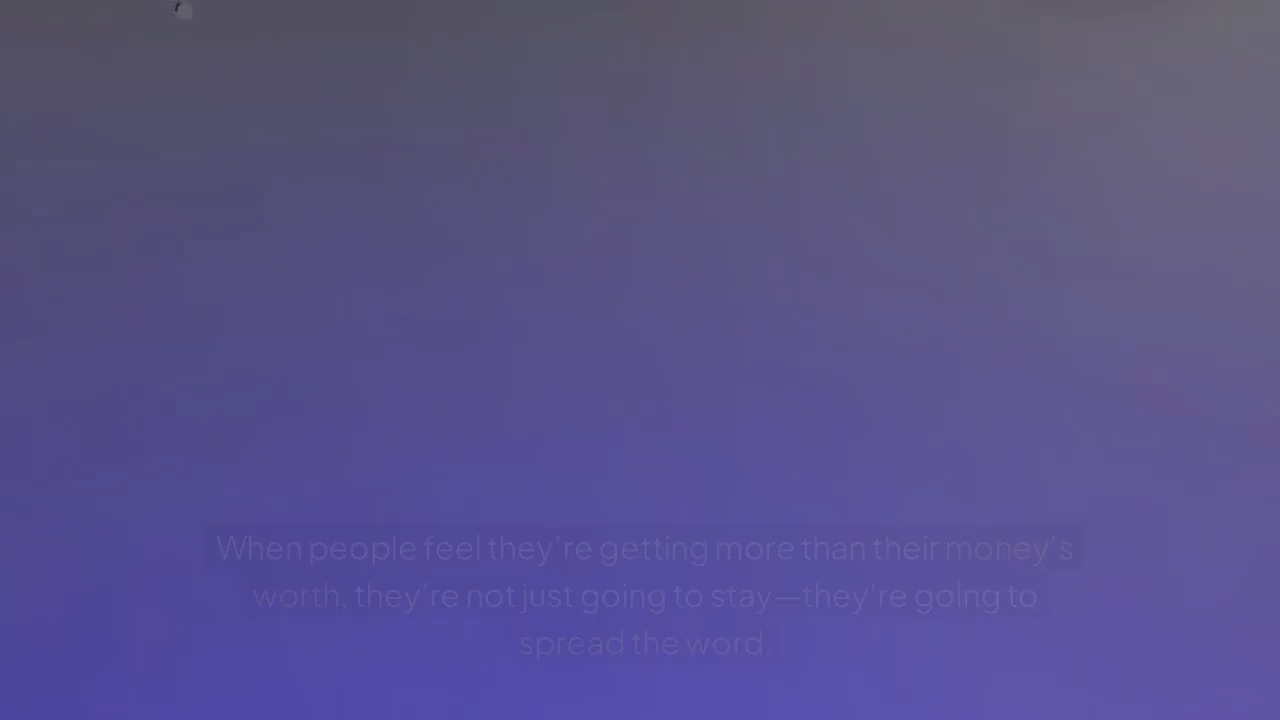 When people feel they're getting more than their money's
worth, they're not just going to stay—they're going to
spread the word.